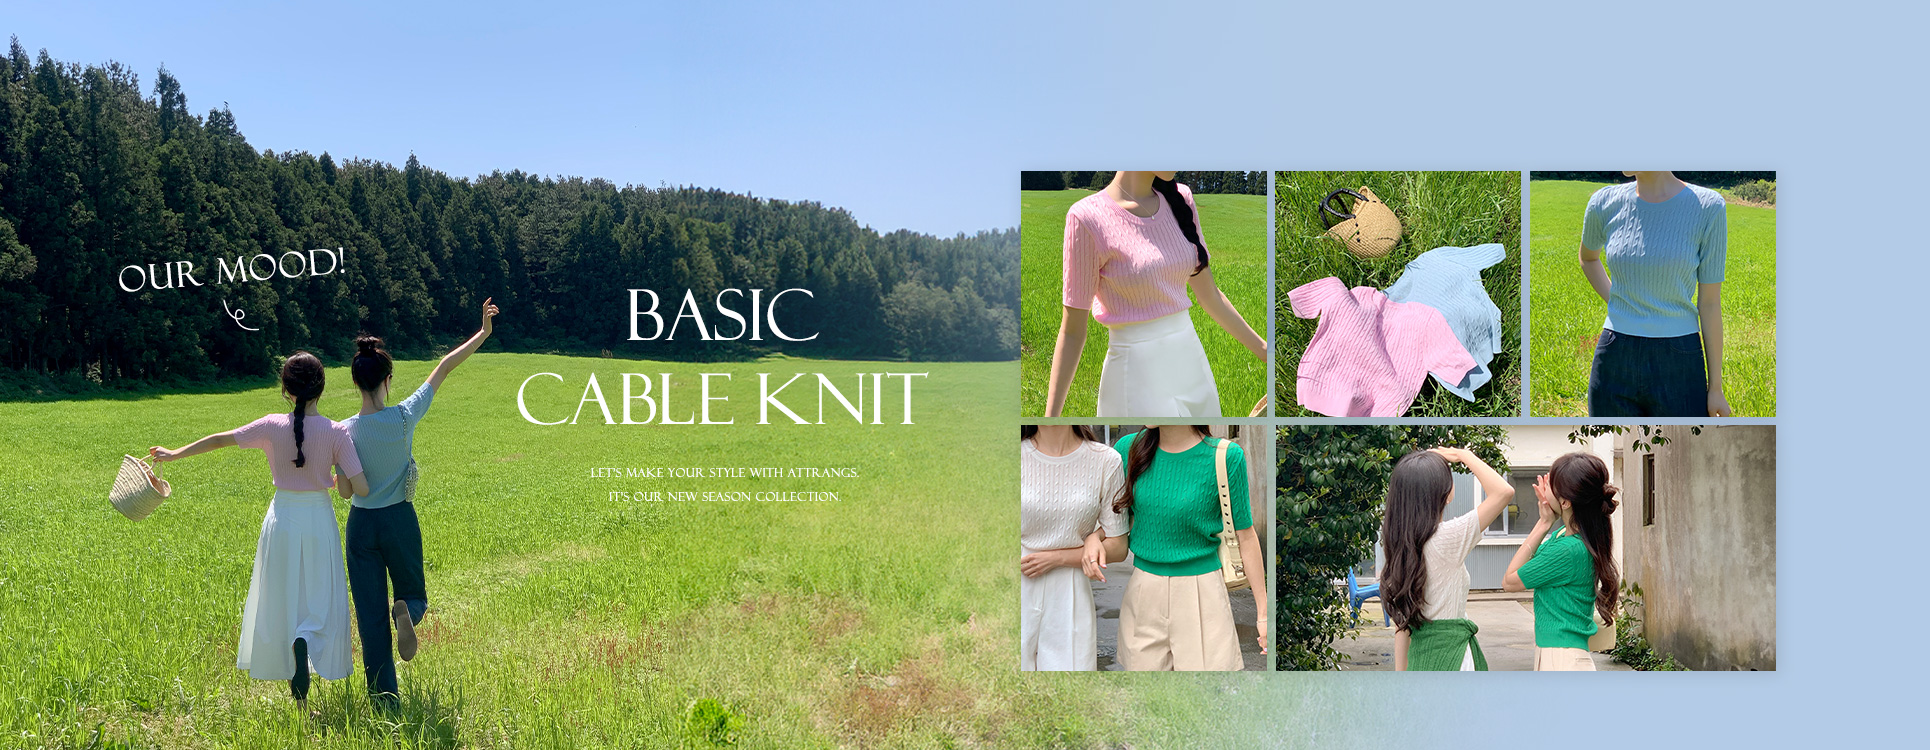 OUR MOOD!
BASIC
CABLE KNIT
LET'S MAKE YOUR STYLE WITH ATTRANGS.
IT'S OUR NEW SEASON COLLECTION